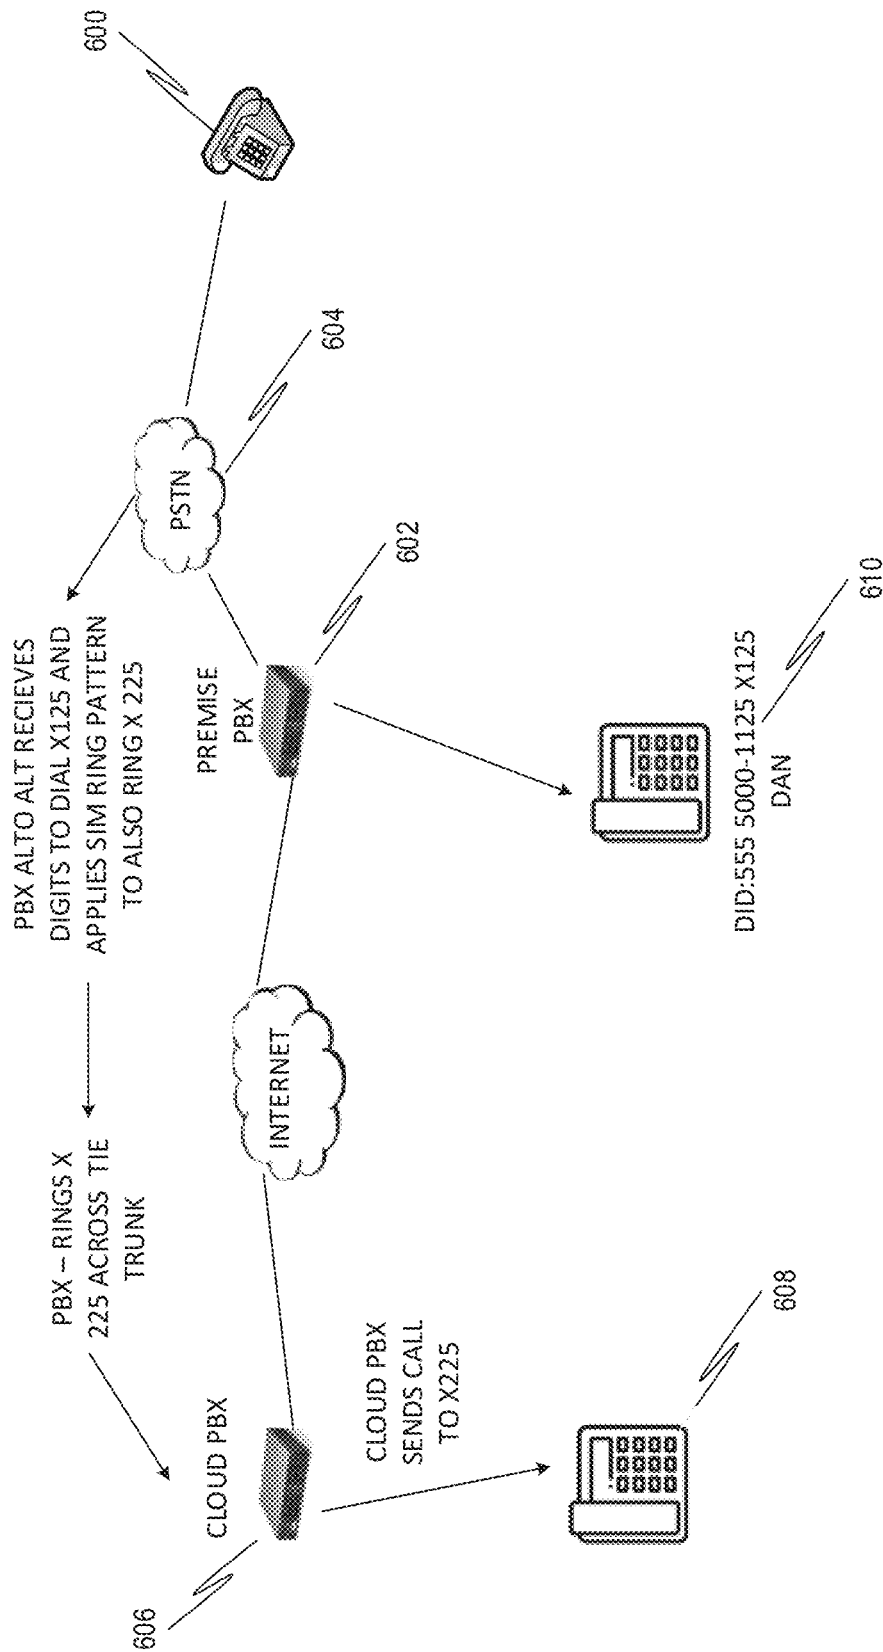 PBX ALTO ALT RECIEVES
DIGITS TO DIAL X125 AND
APPLIES SIM RING PATTERN
TO ALSO RING X 225
PBX – RINGS X
225 ACROSS TIE
TRUNK
600
PSTN
604
PREMISE
PBX
602
INTERNET
CLOUD PBX
606
CLOUD PBX
SENDS CALL
TO X225
608
DID:555 5000-1125 X125
DAN
610